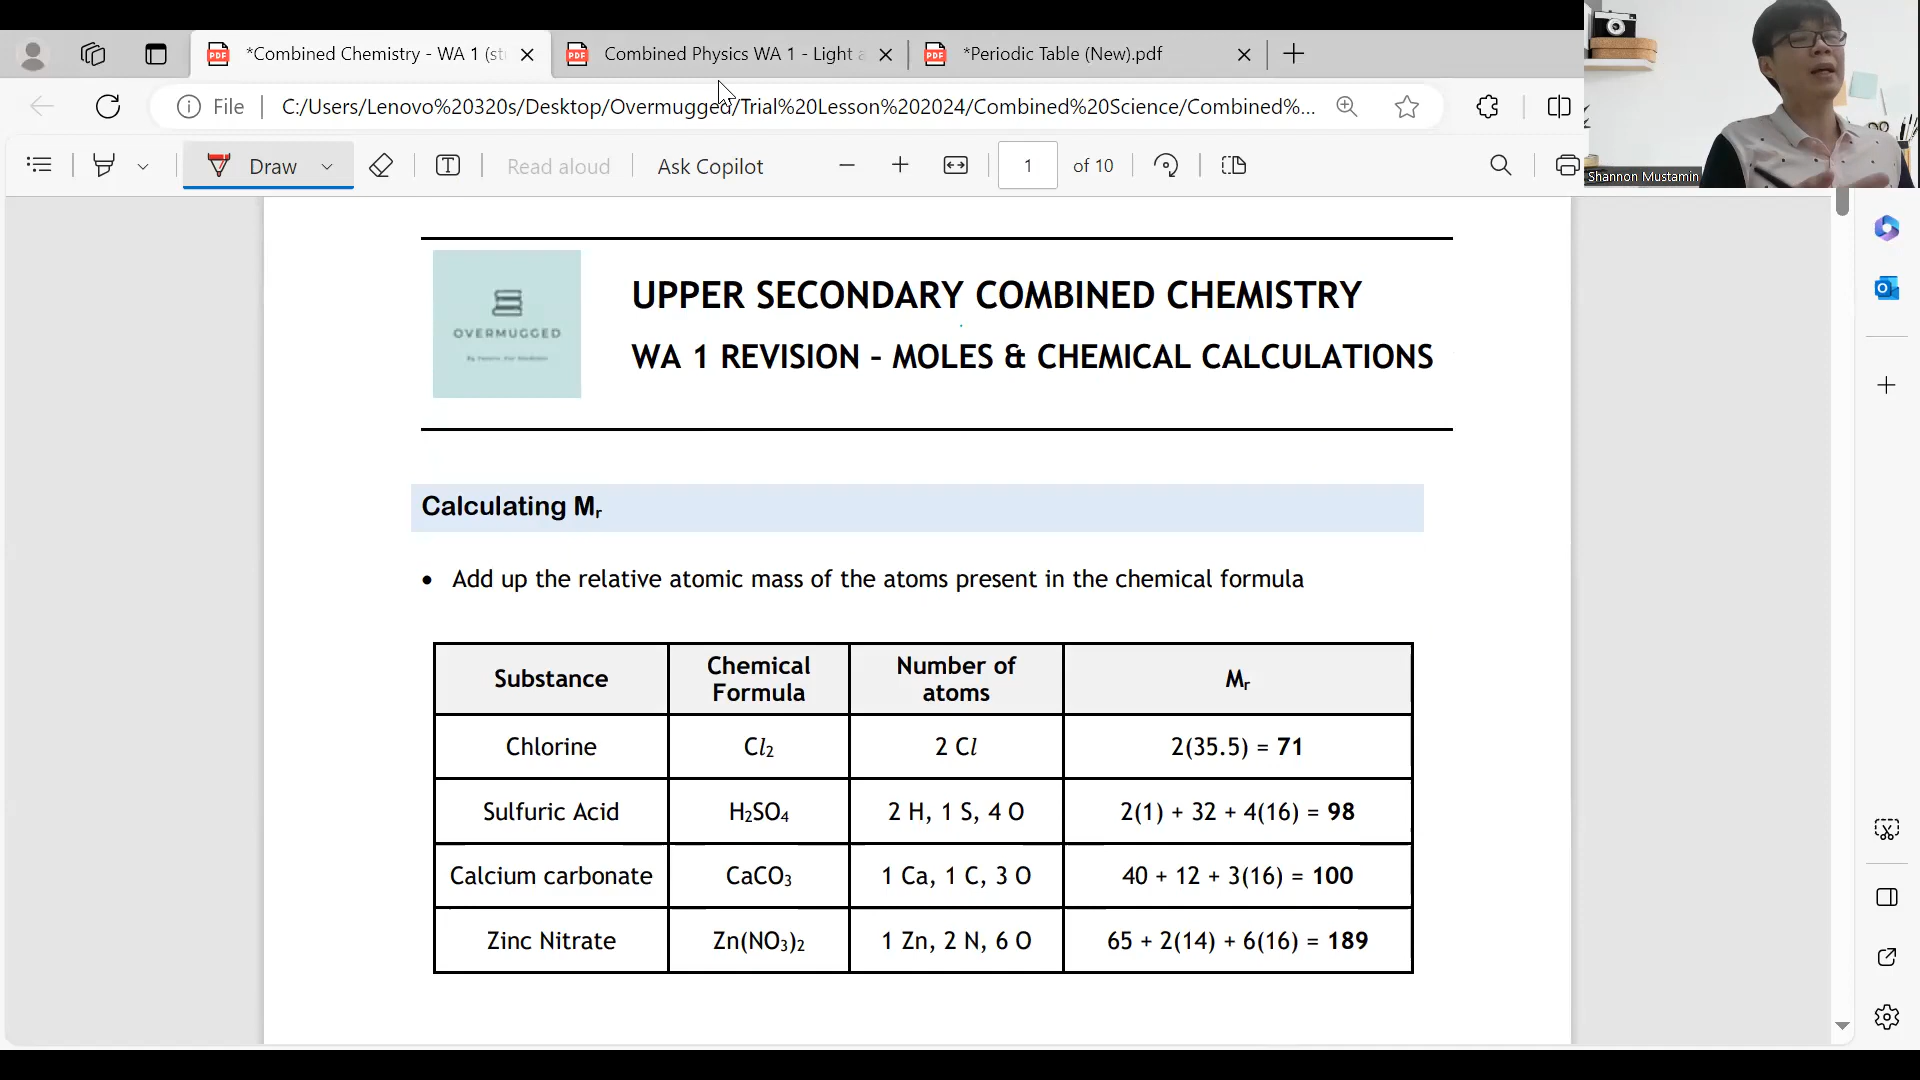 *Combined Chemistry - WA 1 (st
Combined Physics WA 1 - Light a
*Periodic Table (New).pdf
File
C:/Users/Lenovo%20320s/Desktop/Overmugged/Trial%20Lesson%202024/Combined%20Science/Combined%...
Draw
Read aloud
Ask Copilot
1
of 10
Shannon Mustamin
OVERMUGGED
UPPER SECONDARY COMBINED CHEMISTRY
WA 1 REVISION – MOLES & CHEMICAL CALCULATIONS
Calculating Mr
• Add up the relative atomic mass of the atoms present in the chemical formula
Substance
Chemical
Formula
Number of
atoms
Mr
Chlorine
Cl2
2 Cl
2(35.5) = 71
Sulfuric Acid
H2SO4
2 H, 1 S, 4 O
2(1) + 32 + 4(16) = 98
Calcium carbonate
CaCO3
1 Ca, 1 C, 3 O
40 + 12 + 3(16) = 100
Zinc Nitrate
Zn(NO3)2
1 Zn, 2 N, 6 O
65 + 2(14) + 6(16) = 189